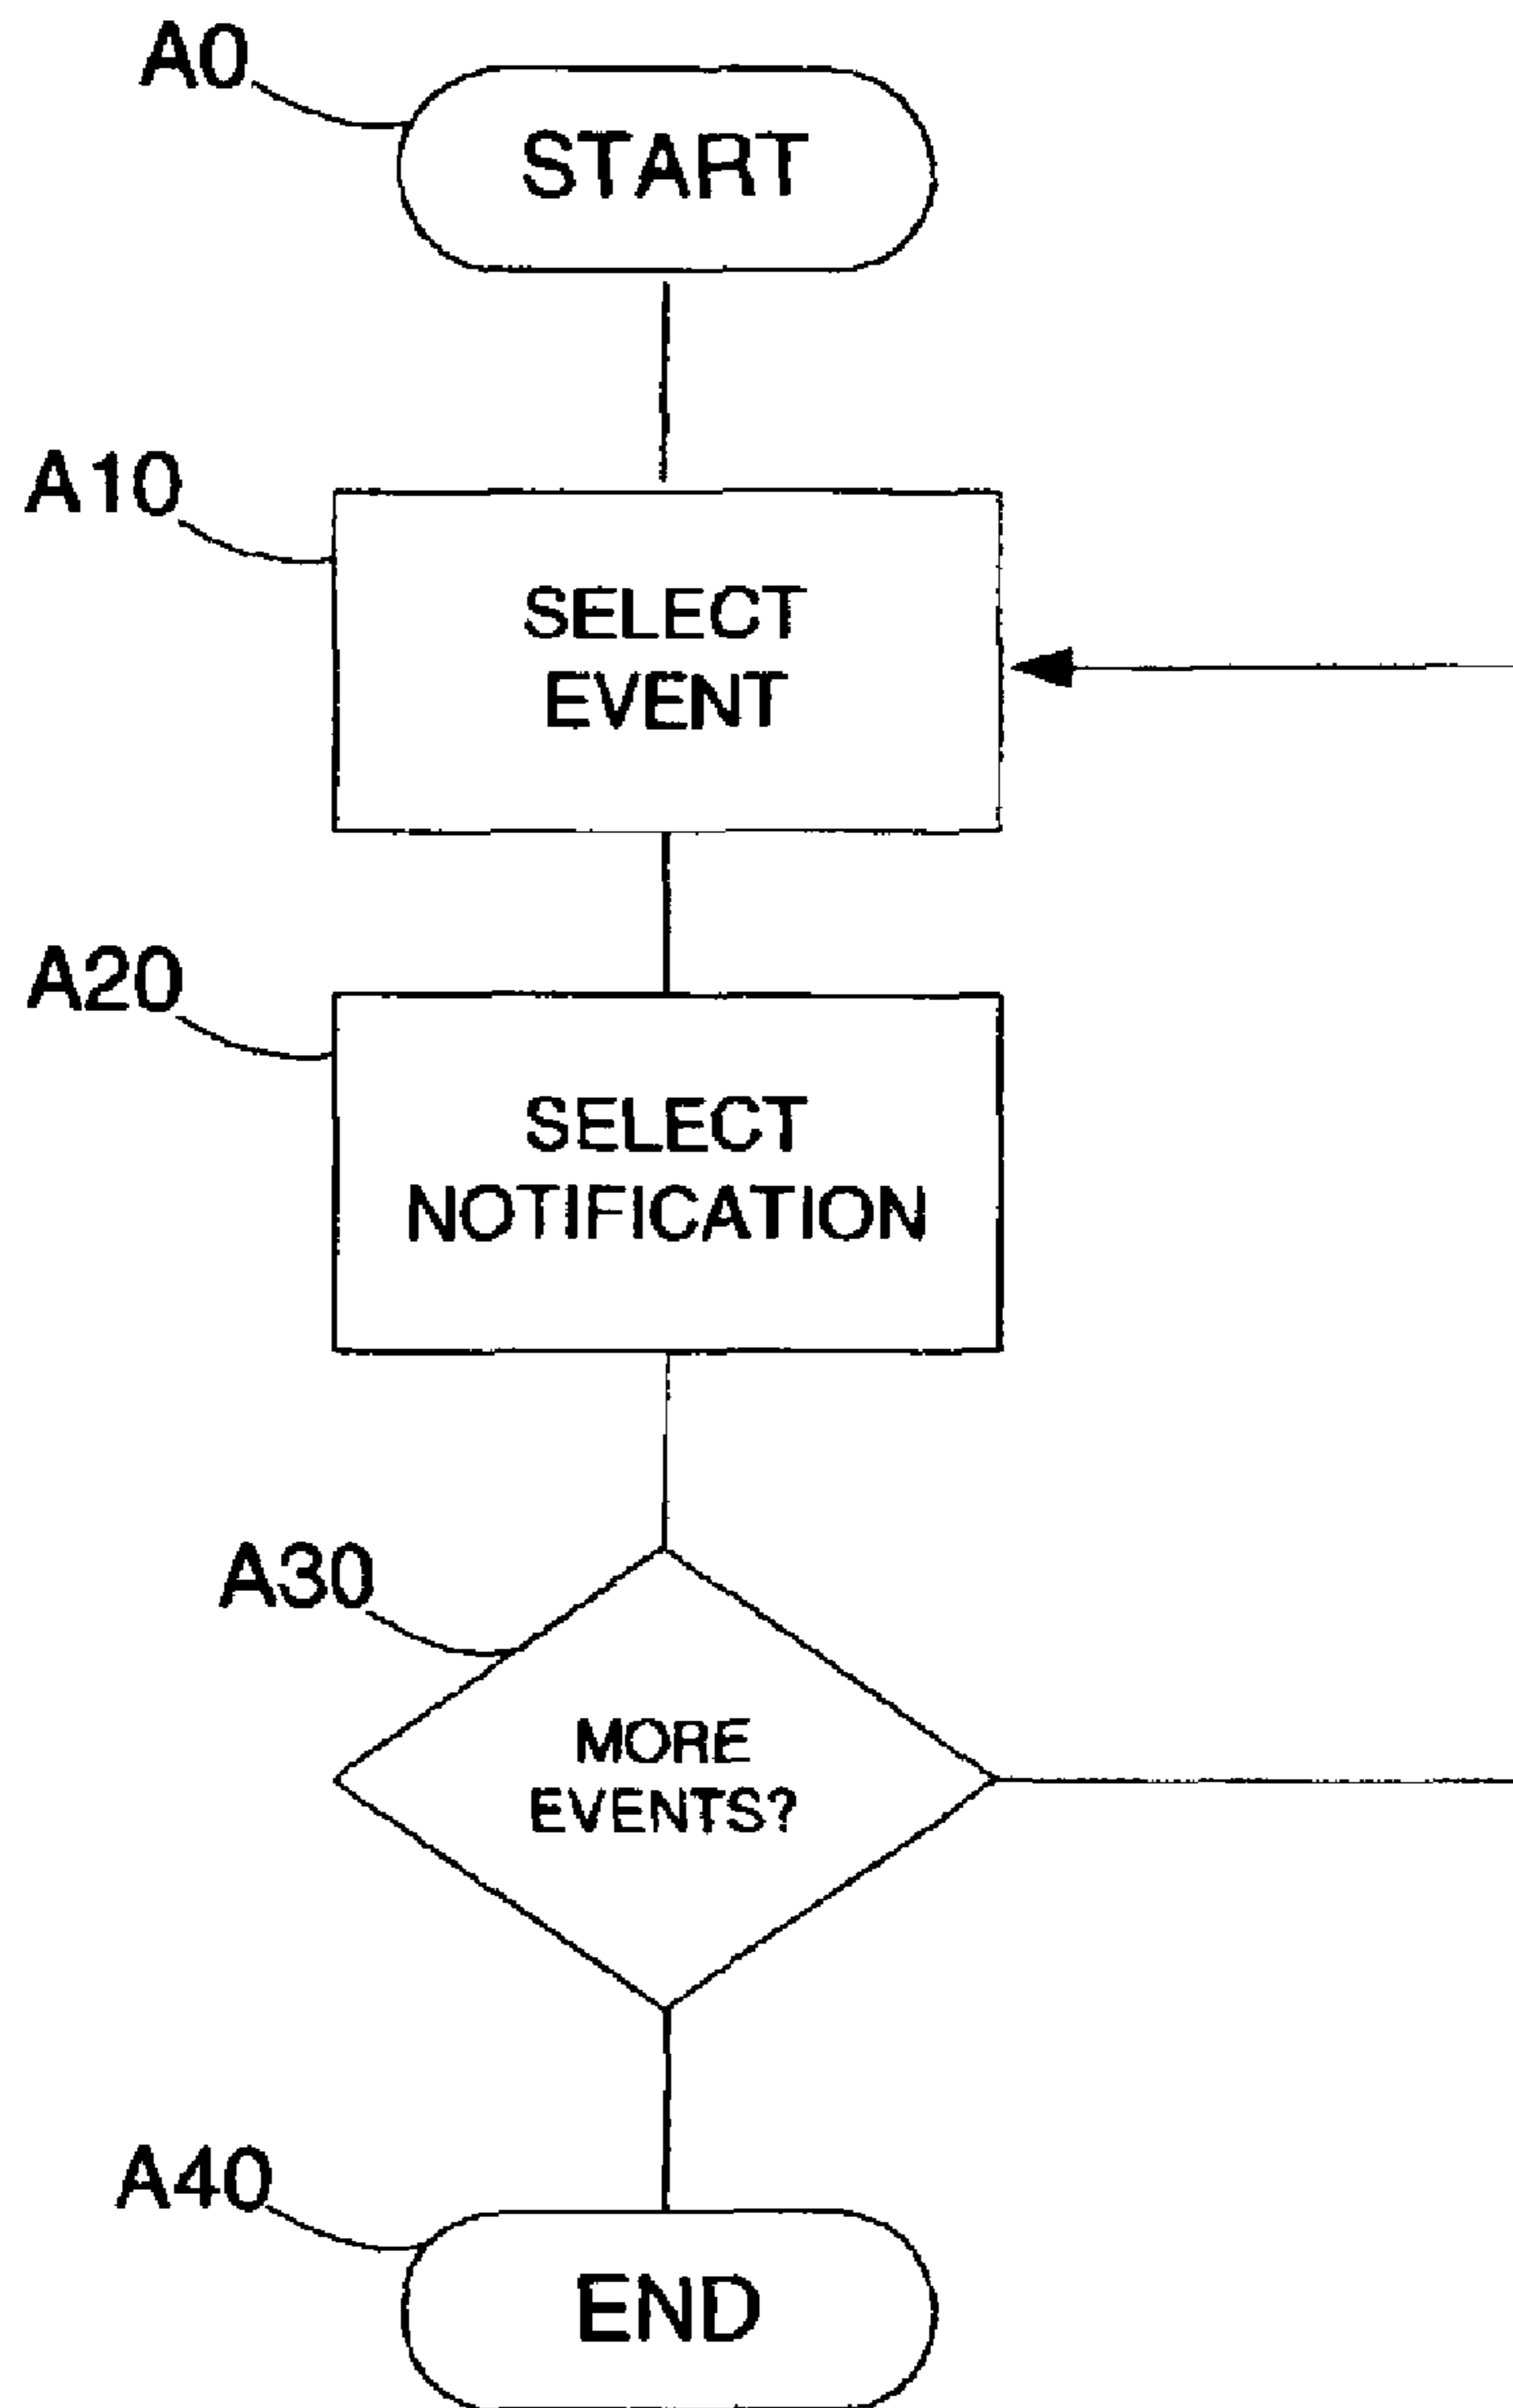 A0
START
A10
SELECT
EVENT
A20
SELECT
NOTIFICATION
A30
MORE
EVENTS?
A40
END